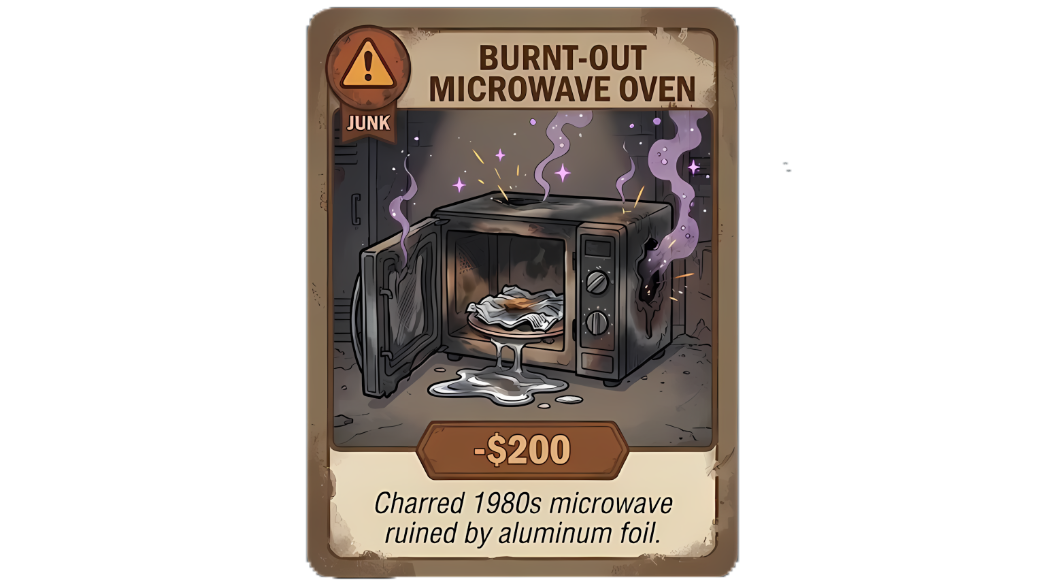 BURNT-OUT
MICROWAVE OVEN
JUNK
-$200
Charred 1980s microwave
ruined by aluminum foil.